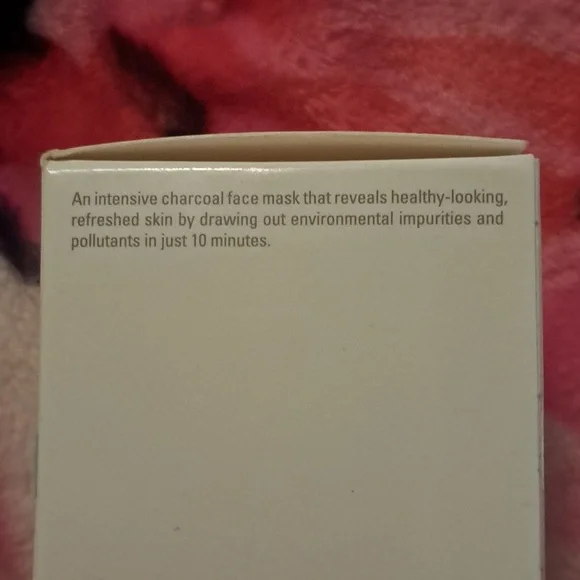 An intensive charcoal face mask that reveals healthy-looking,
refreshed skin by drawing out environmental impurities and
pollutants in just 10 minutes.